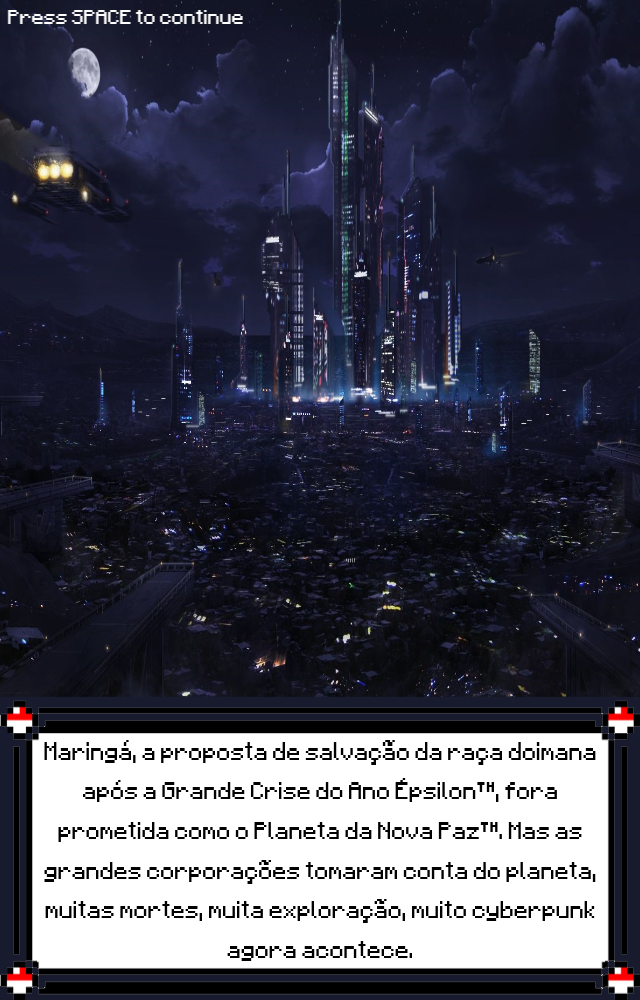 Press SPACE to continue
Maringá, a proposta de salvação da raça doimana
após a Grande Crise do Ano Épsilon™, fora
prometida como o Planeta da Nova Paz™. Mas as
grandes corporações tomaram conta do planeta,
muitas mortes, muita exploração, muito cyberpunk
agora acontece.